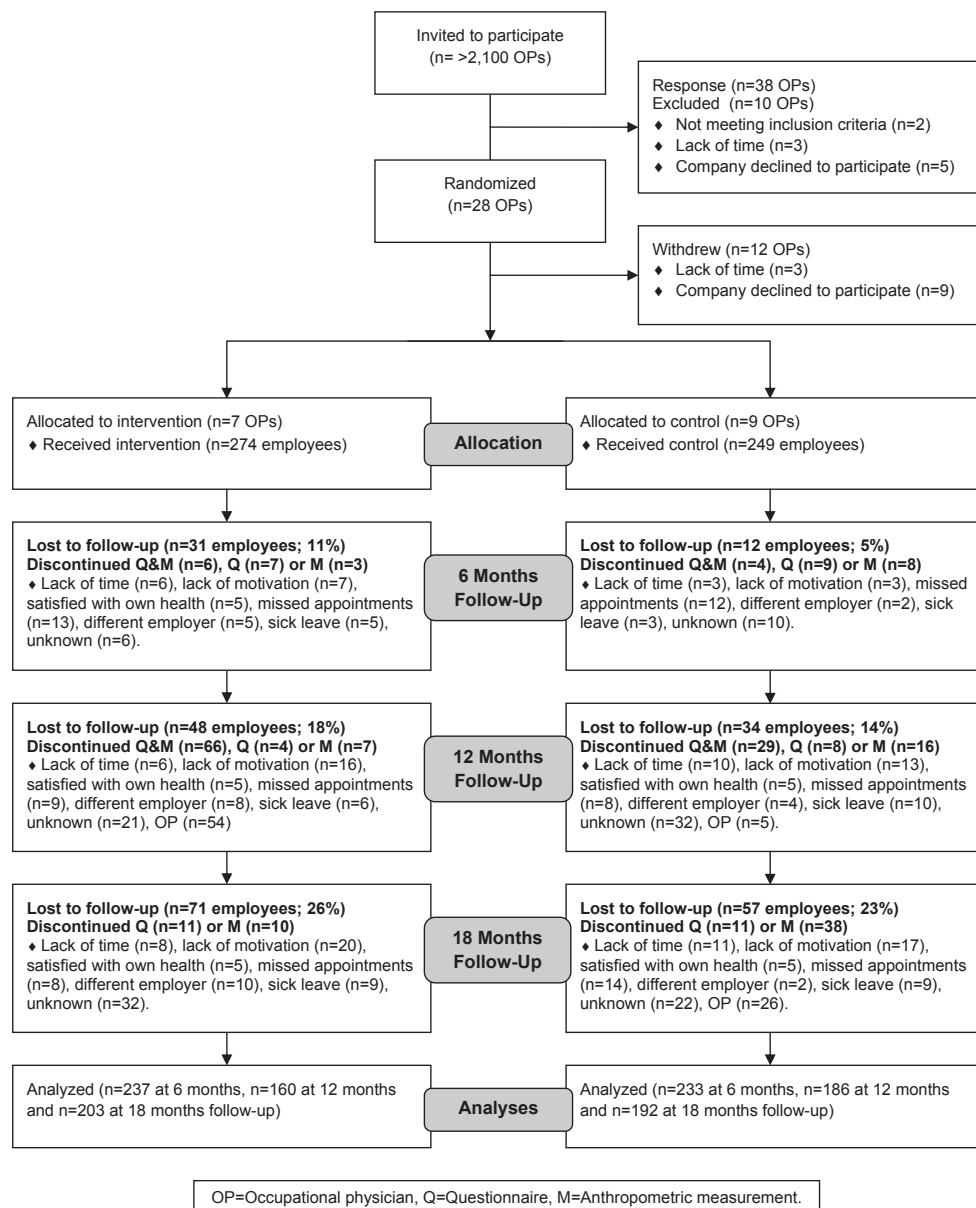 Invited to participate
(n= >2,100 OPs)
Response (n=38 OPs)
Excluded (n=10 OPs)
♦ Not meeting inclusion criteria (n=2)
♦ Lack of time (n=3)
♦ Company declined to participate (n=5)
Randomized
(n=28 OPs)
Withdrew (n=12 OPs)
♦ Lack of time (n=3)
♦ Company declined to participate (n=9)
Allocated to intervention (n=7 OPs)
♦ Received intervention (n=274 employees)
Allocation
Allocated to control (n=9 OPs)
♦ Received control (n=249 employees)
Lost to follow-up (n=31 employees; 11%)
Discontinued Q&M (n=6), Q (n=7) or M (n=3)
♦ Lack of time (n=6), lack of motivation (n=7),
satisfied with own health (n=5), missed appointments
(n=13), different employer (n=5), sick leave (n=5),
unknown (n=6).
6 Months
Follow-Up
Lost to follow-up (n=12 employees; 5%)
Discontinued Q&M (n=4), Q (n=9) or M (n=8)
♦ Lack of time (n=3), lack of motivation (n=3), missed
appointments (n=12), different employer (n=2), sick
leave (n=3), unknown (n=10).
Lost to follow-up (n=48 employees; 18%)
Discontinued Q&M (n=66), Q (n=4) or M (n=7)
♦ Lack of time (n=6), lack of motivation (n=16),
satisfied with own health (n=5), missed appointments
(n=9), different employer (n=8), sick leave (n=6),
unknown (n=21), OP (n=54)
12 Months
Follow-Up
Lost to follow-up (n=34 employees; 14%)
Discontinued Q&M (n=29), Q (n=8) or M (n=16)
♦ Lack of time (n=10), lack of motivation (n=13),
satisfied with own health (n=5), missed appointments
(n=8), different employer (n=4), sick leave (n=10),
unknown (n=32), OP (n=5).
Lost to follow-up (n=71 employees; 26%)
Discontinued Q (n=11) or M (n=10)
♦ Lack of time (n=8), lack of motivation (n=20),
satisfied with own health (n=5), missed appointments
(n=8), different employer (n=10), sick leave (n=9),
unknown (n=32).
18 Months
Follow-Up
Lost to follow-up (n=57 employees; 23%)
Discontinued Q (n=11) or M (n=38)
♦ Lack of time (n=11), lack of motivation (n=17),
satisfied with own health (n=5), missed appointments
(n=14), different employer (n=2), sick leave (n=9),
unknown (n=22), OP (n=26).
Analyzed (n=237 at 6 months, n=160 at 12 months
and n=203 at 18 months follow-up)
Analyses
Analyzed (n=233 at 6 months, n=186 at 12 months
and n=192 at 18 months follow-up)
OP=Occupational physician, Q=Questionnaire, M=Anthropometric measurement.